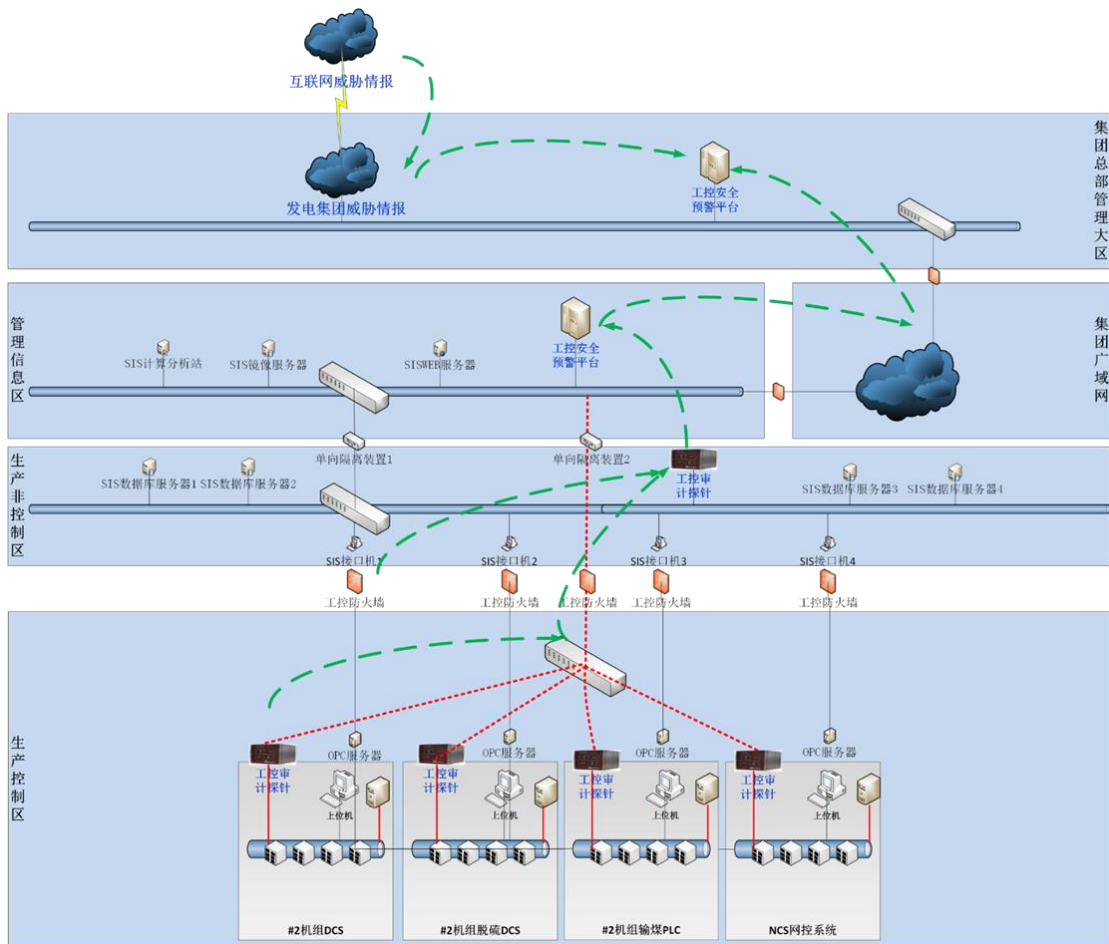 互联网威胁情报
集团总部管理大区
发电集团威胁情报
工控安全
预警平台
管理信息区
SIS计算分析站
SIS镜像服务器
SISWEB服务器
工控安全
预警平台
集团广域网
单向隔离装置1
单向隔离装置2
生产非控制区
SIS数据库服务器1
SIS数据库服务器2
工控审
计探针
SIS数据库服务器3
SIS数据库服务器4
SIS接口机1
SIS接口机2
SIS接口机3
SIS接口机4
工控防火墙
工控防火墙
工控防火墙
工控防火墙
工控防火墙
生产控制区
OPC服务器
OPC服务器
OPC服务器
OPC服务器
工控审
计探针
工控审
计探针
工控审
计探针
工控审
计探针
上位机
上位机
上位机
上位机
#2机组DCS
#2机组脱硫DCS
#2机组输煤PLC
NCS网控系统